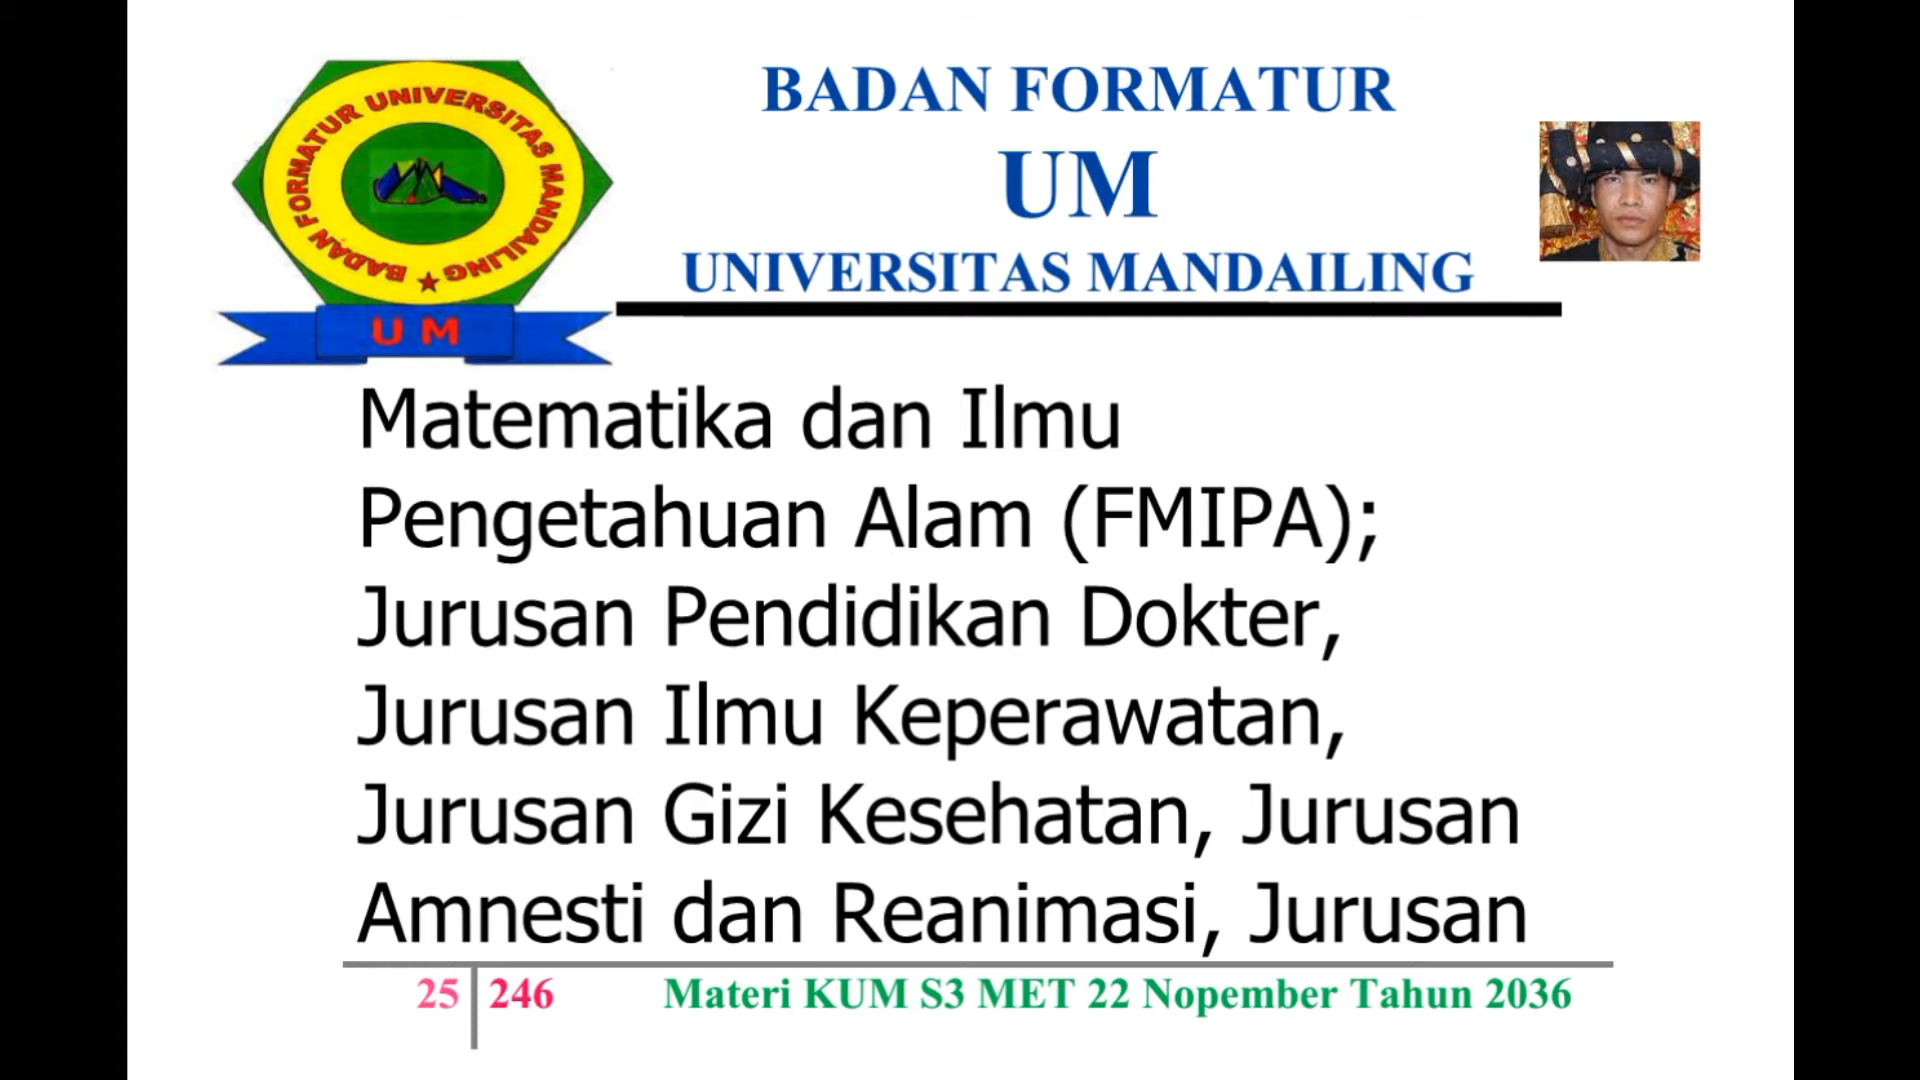 BADAN FORMATUR UNIVERSITAS MANDAILING
U M
BADAN FORMATUR
UM
UNIVERSITAS MANDAILING
Matematika dan Ilmu
Pengetahuan Alam (FMIPA);
Jurusan Pendidikan Dokter,
Jurusan Ilmu Keperawatan,
Jurusan Gizi Kesehatan, Jurusan
Amnesti dan Reanimasi, Jurusan
25 246 Materi KUM S3 MET 22 Nopember Tahun 2036